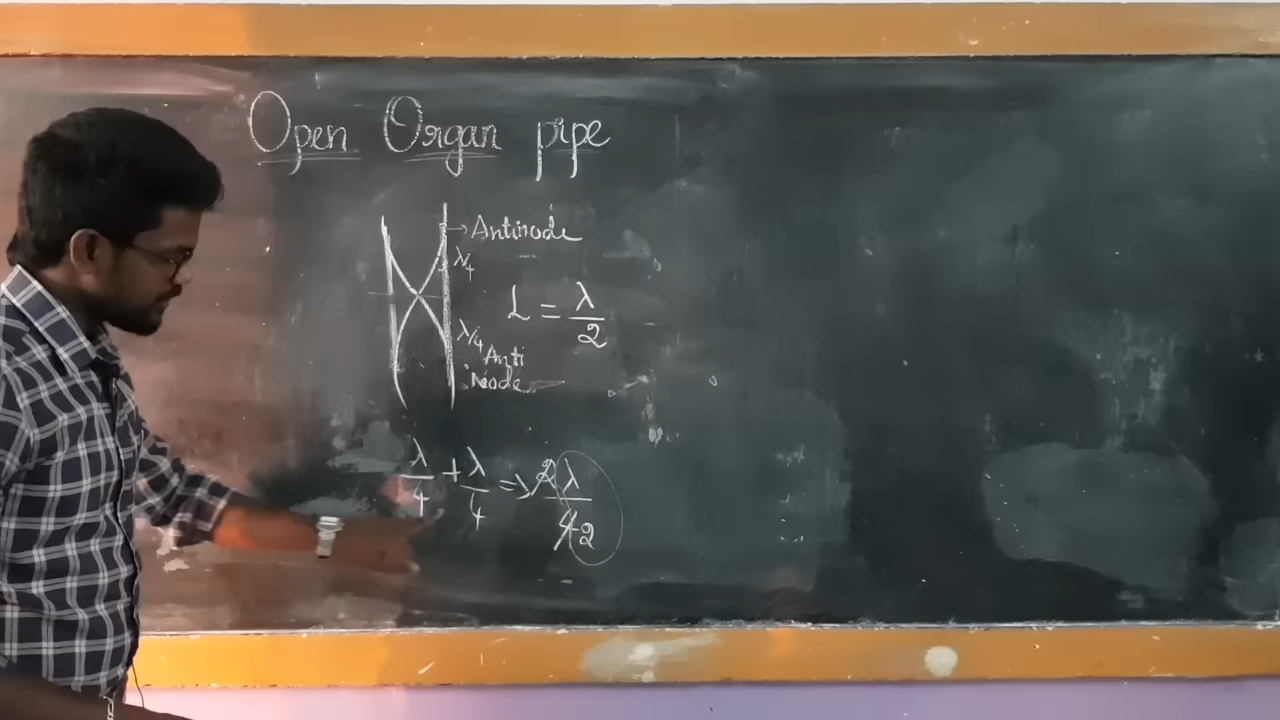 Open Organ pipe
→ Antinode
λ/4
L = λ/2
λ/4
Anti
Node
λ/4 + λ/4 ⇒ 2λ/4 2